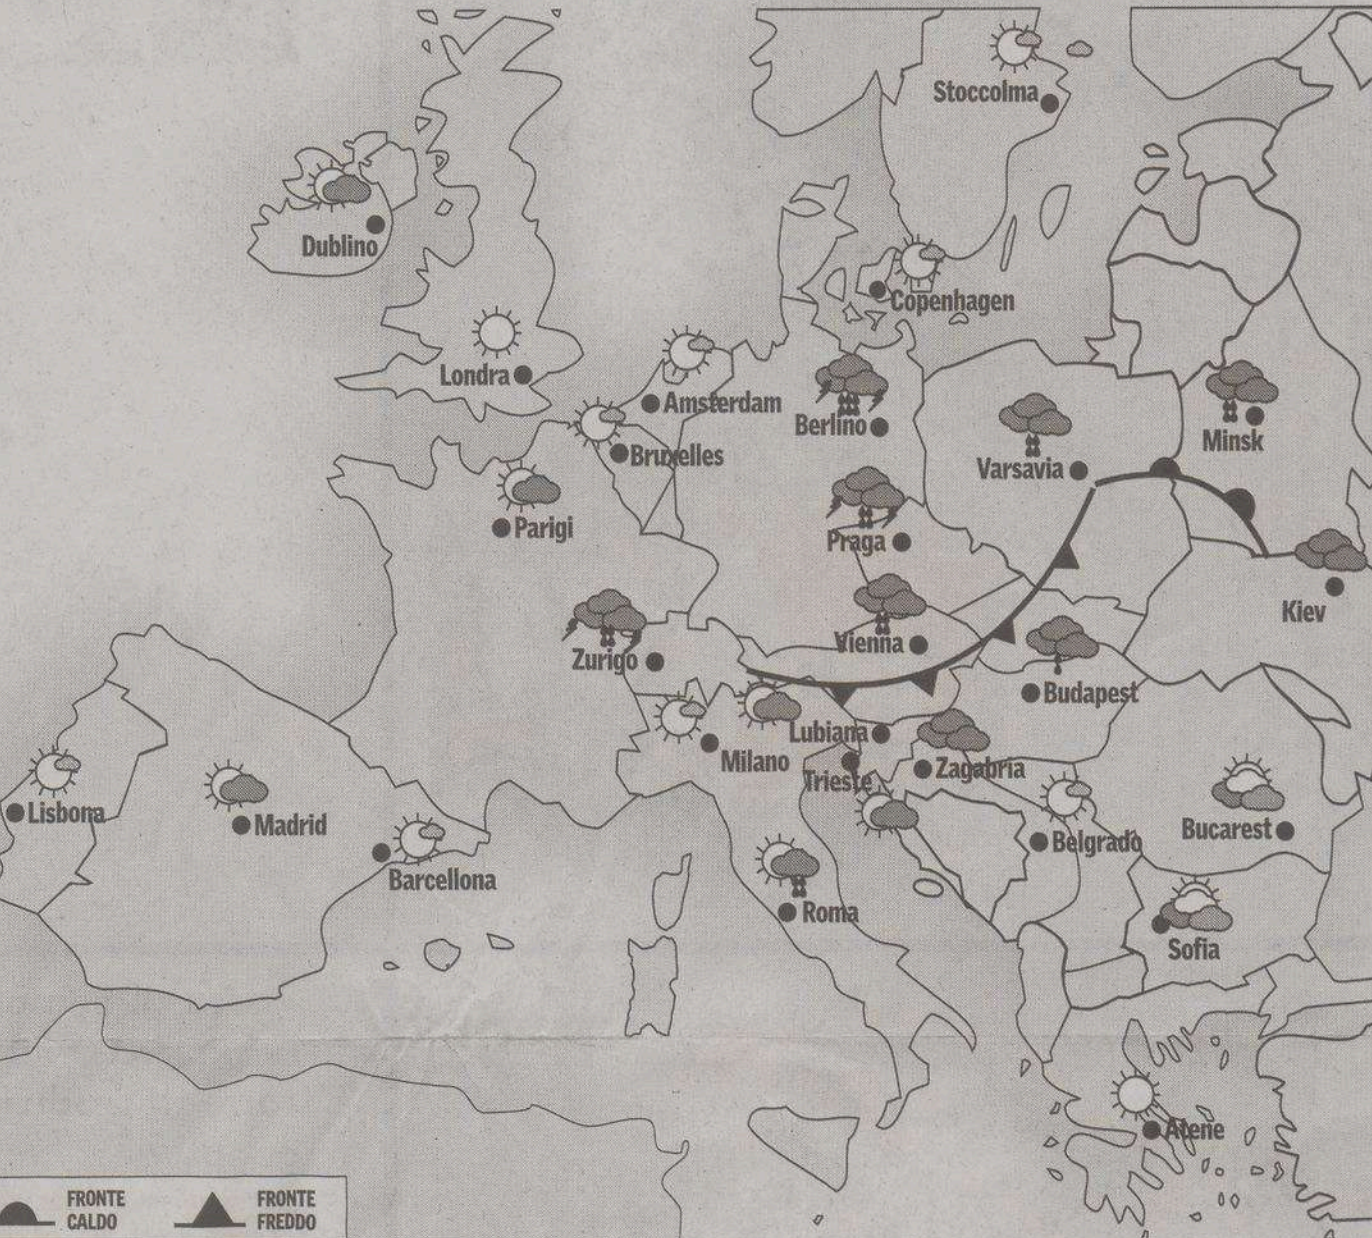 Stoccolma
Dublino
Copenhagen
Londra
Amsterdam
Berlino
Minsk
Bruxelles
Varsavia
Parigi
Praga
Kiev
Vienna
Zurigo
Budapest
Lubiana
Milano
Zagabria
Trieste
Lisbona
Madrid
Belgrado
Bucarest
Barcellona
Roma
Sofia
Atene
FRONTE
CALDO
FRONTE
FREDDO